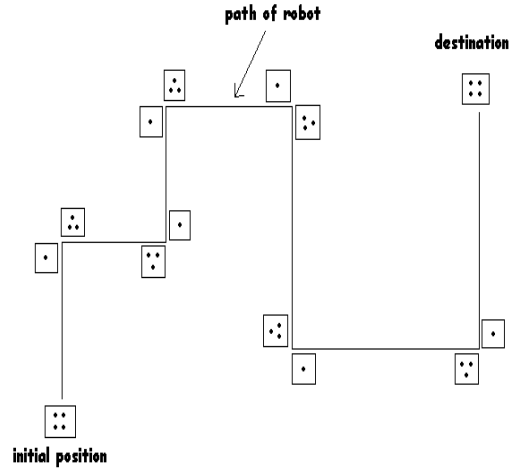 path of robot
destination
initial position